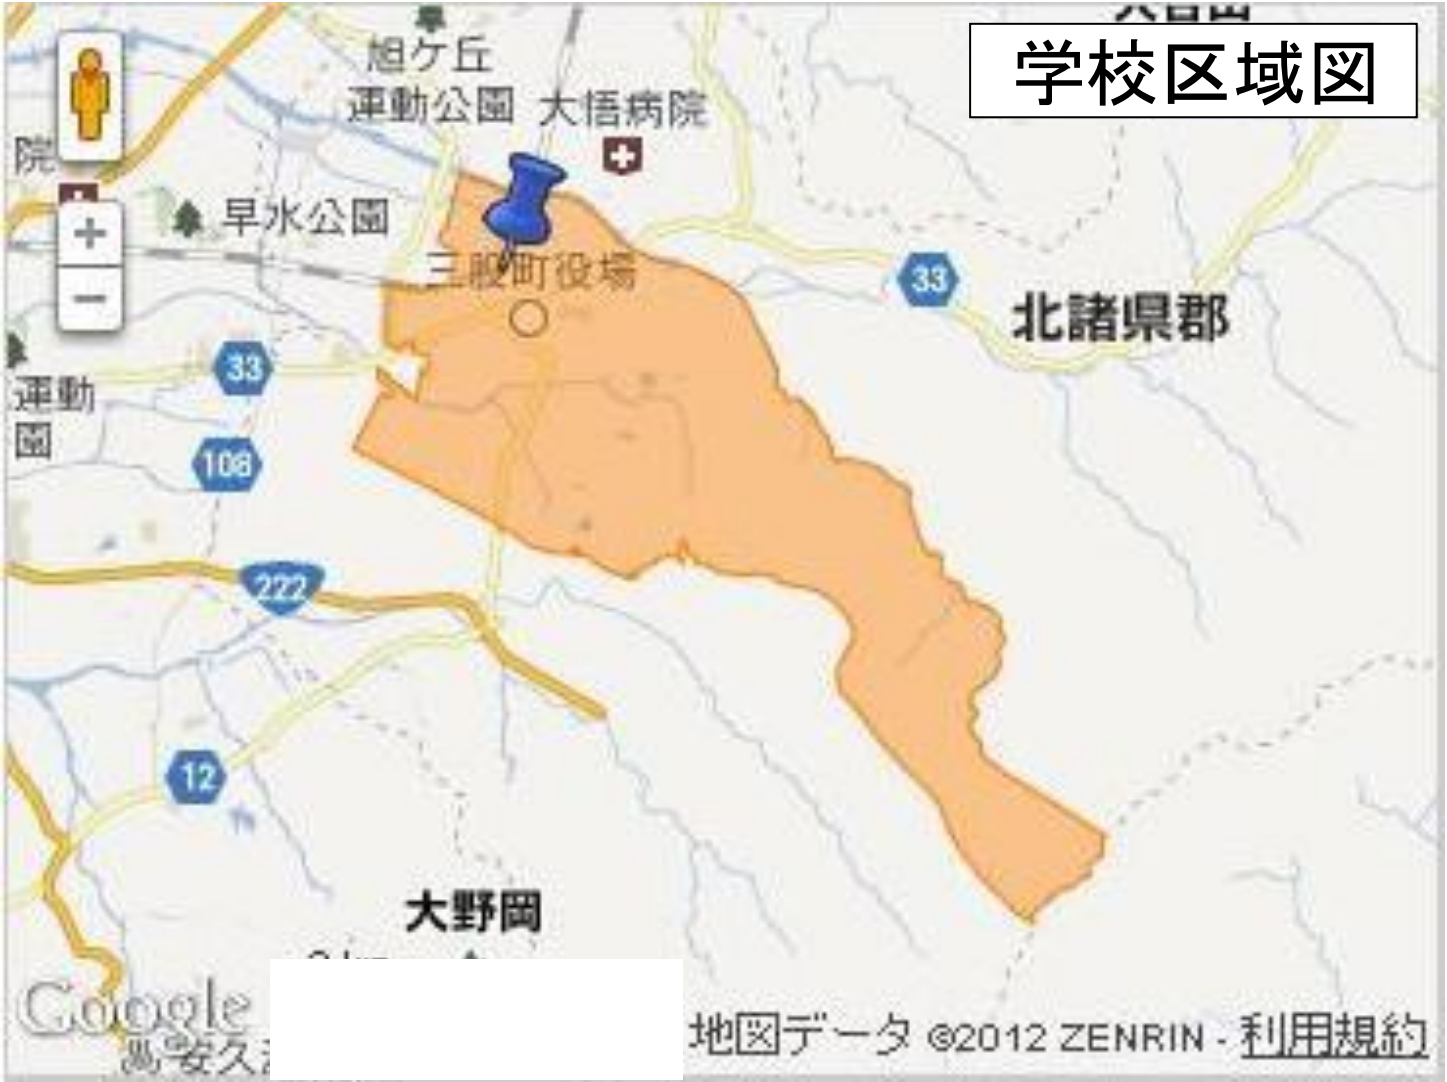 学校区域図
旭ケ丘
運動公園
大悟病院
院
早水公園
三股町役場
33
北諸県郡
33
運動
園
108
222
12
大野岡
Google
地図データ ©2012 ZENRIN - 利用規約